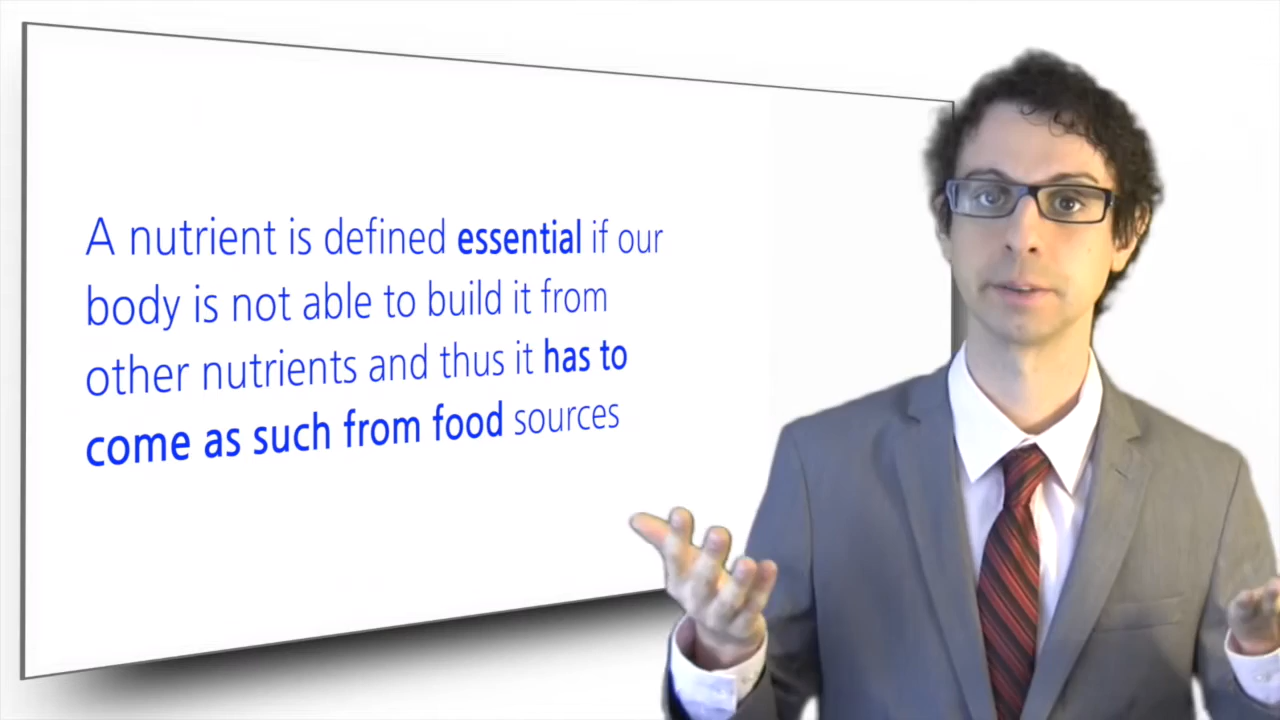 A nutrient is defined essential if our
body is not able to build it from
other nutrients and thus it has to
come as such from food sources